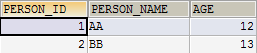 PERSON_ID PERSON_NAME AGE
1 AA 12
2 BB 13